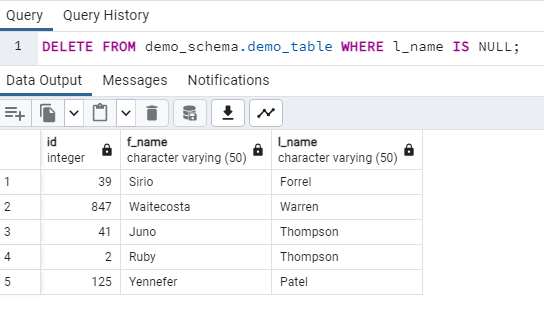 Query Query History
1 DELETE FROM demo_schema.demo_table WHERE l_name IS NULL;
Data Output Messages Notifications
id f_name l_name
integer character varying (50) character varying (50)
1 39 Sirio Forrel
2 847 Waitecosta Warren
3 41 Juno Thompson
4 2 Ruby Thompson
5 125 Yennefer Patel